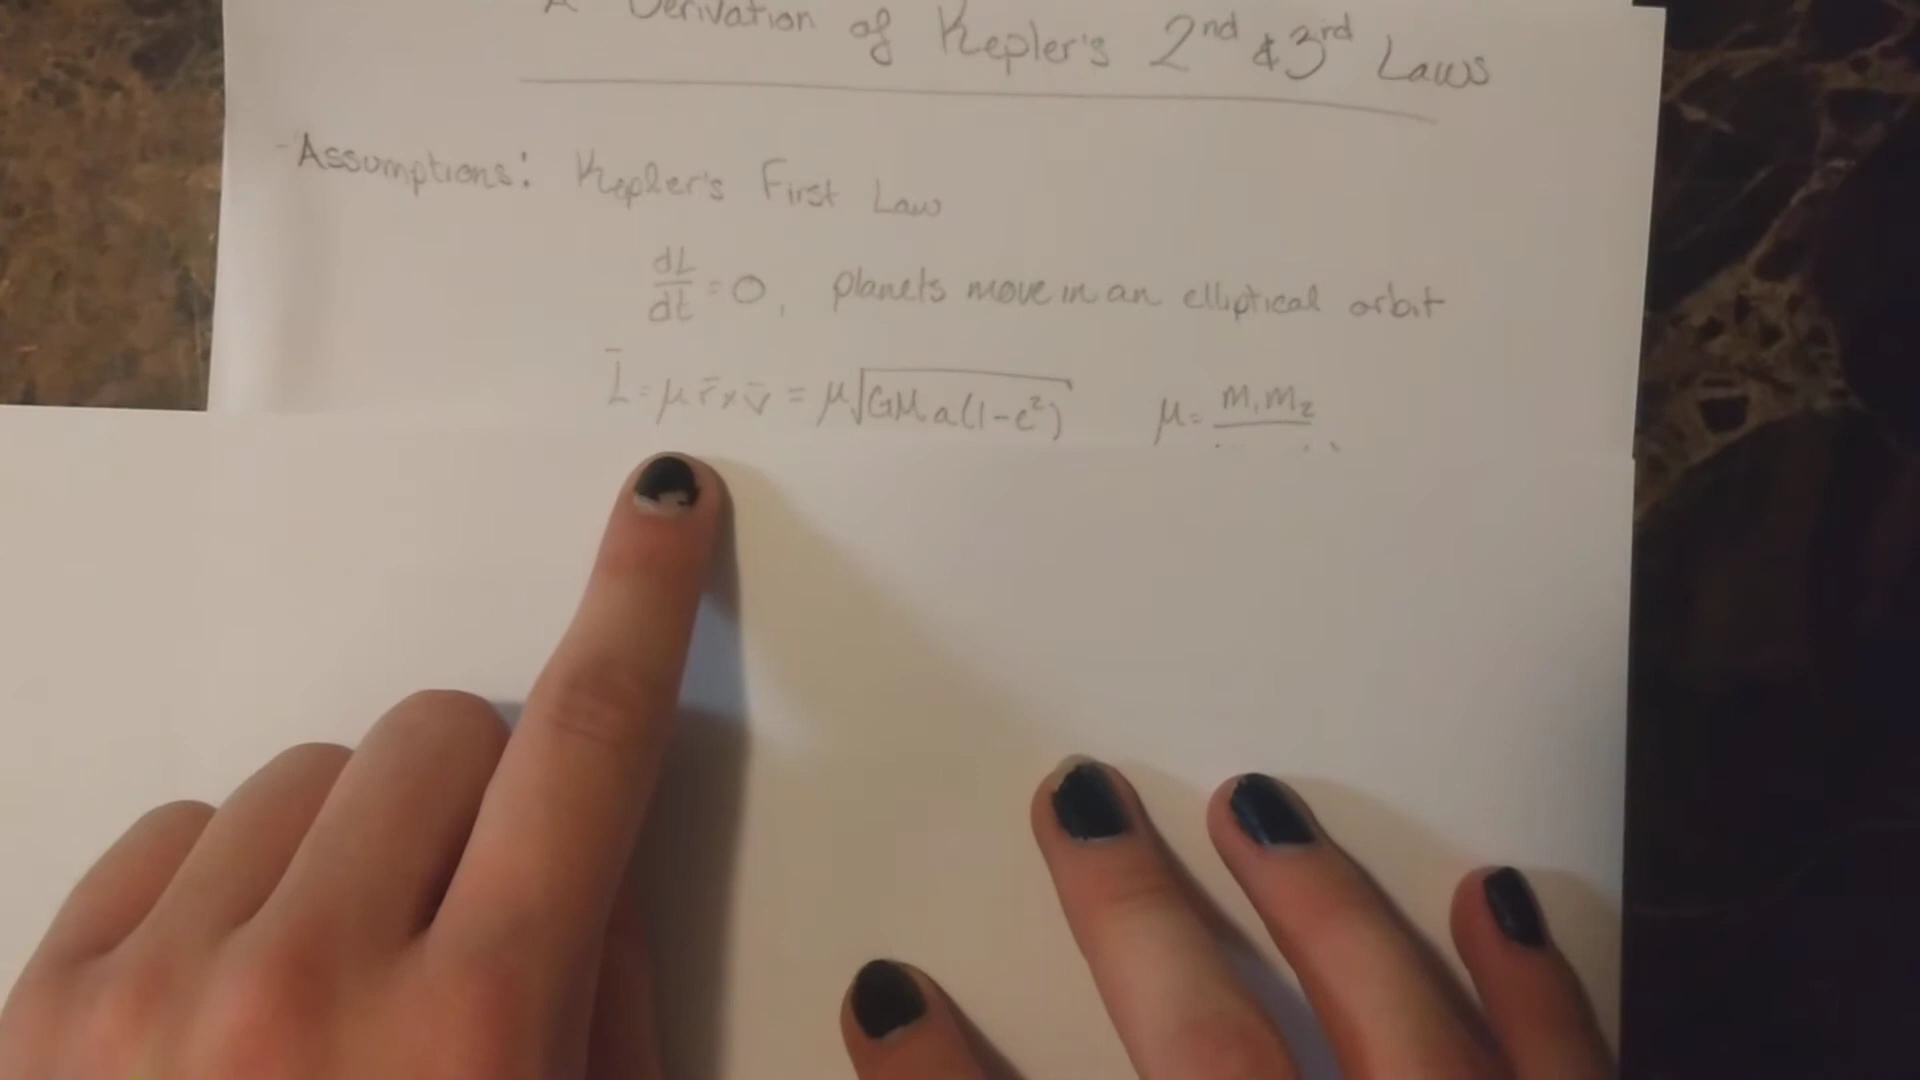 A Derivation of Kepler's 2nd & 3rd Laws
- Assumptions: Kepler's First Law
dL/dt = 0, planets move in an elliptical orbit
L̄ = μ r̄ × v̄ = μ√(GMa(1-e²)) μ = m₁m₂